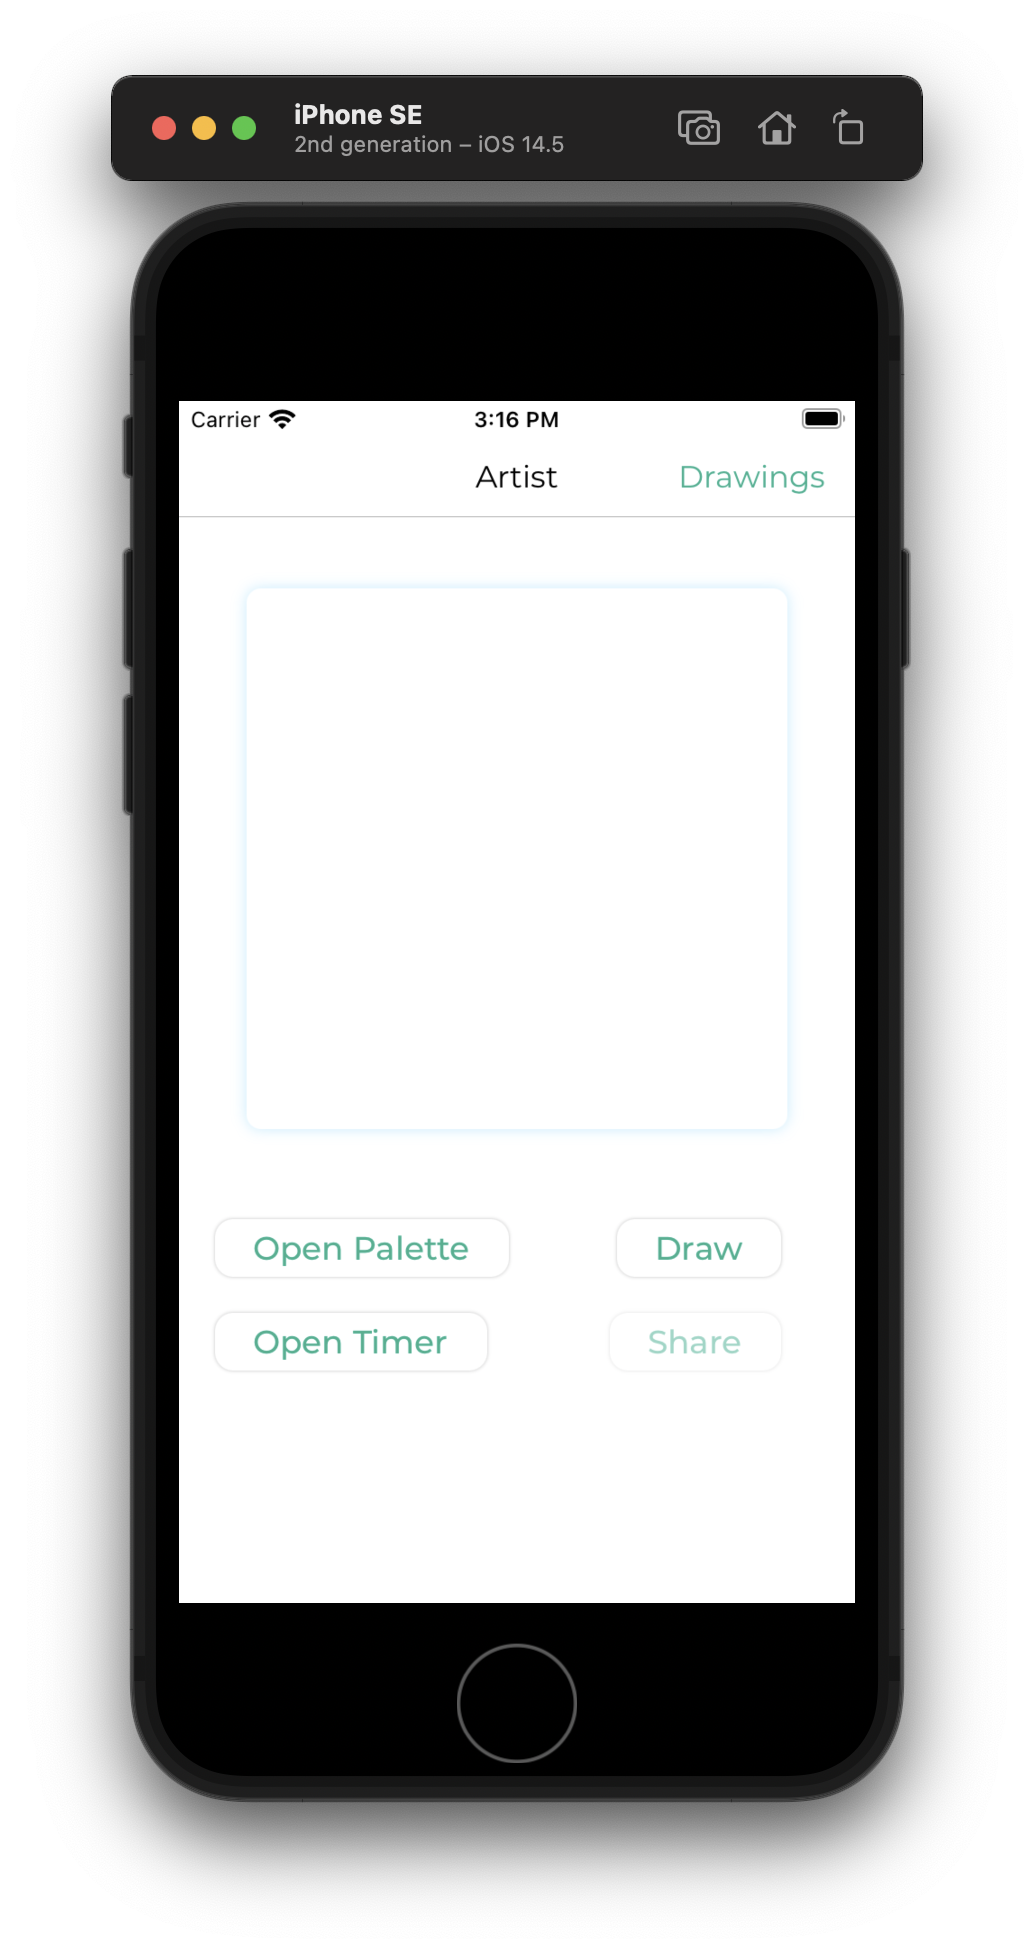 iPhone SE
2nd generation – iOS 14.5
Carrier 3:16 PM
Artist Drawings
Open Palette Draw
Open Timer Share